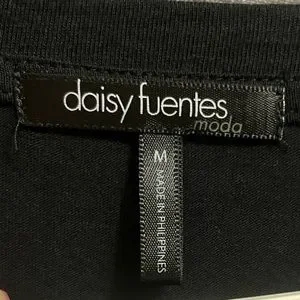 daisy fuentes
moda
M
MADE IN PHILIPPINES